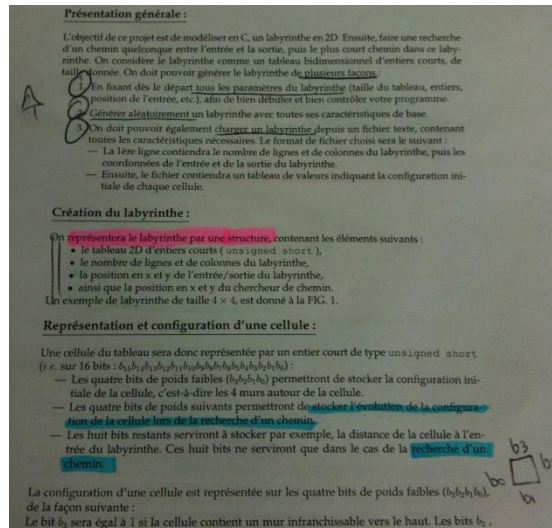 Présentation générale :
L'objectif de ce projet est de modéliser en C, un labyrinthe en 2D. Ensuite, faire une recherche
d'un chemin quelconque entre l'entrée et la sortie, puis le plus court chemin dans ce laby-
rinthe. On considère le labyrinthe comme un tableau bidimensionnel d'entiers courts, de
taille donnée. On doit pouvoir générer le labyrinthe de plusieurs façons :
1. En fixant dès le départ tous les paramètres du labyrinthe (taille du tableau, entiers,
position de l'entrée, etc.), afin de bien débuter et bien contrôler votre programme.
A
2. Générer aléatoirement un labyrinthe avec toutes ses caractéristiques de base.
3. On doit pouvoir également charger un labyrinthe depuis un fichier texte, contenant
toutes les caractéristiques nécessaires. Le format de fichier choisi sera le suivant :
— La 1ère ligne contiendra le nombre de lignes et de colonnes du labyrinthe, puis les
coordonnées de l'entrée et de la sortie du labyrinthe.
— Ensuite, le fichier contiendra un tableau de valeurs indiquant la configuration ini-
tiale de chaque cellule.
Création du labyrinthe :
On représentera le labyrinthe par une structure, contenant les éléments suivants :
• le tableau 2D d'entiers courts ( unsigned short ),
• le nombre de lignes et de colonnes du labyrinthe,
• la position en x et y de l'entrée/sortie du labyrinthe,
• ainsi que la position en x et y du chercheur de chemin.
Un exemple de labyrinthe de taille 4 × 4, est donné à la FIG. 1.
Représentation et configuration d'une cellule :
Une cellule du tableau sera donc représentée par un entier court de type unsigned short
(i.e. sur 16 bits : b15b14b13b12b11b10b9b8b7b6b5b4b3b2b1b0) :
— Les quatre bits de poids faibles (b3b2b1b0) permettront de stocker la configuration ini-
tiale de la cellule, c'est-à-dire les 4 murs autour de la cellule.
— Les quatre bits de poids suivants permettront de stocker l'évolution de la configura-
tion de la cellule lors de la recherche d'un chemin.
— Les huit bits restants serviront à stocker par exemple, la distance de la cellule à l'en-
trée du labyrinthe. Ces huit bits ne serviront que dans le cas de la recherche d'un
chemin.
b3
b0
b1
La configuration d'une cellule est représentée sur les quatre bits de poids faibles (b3b2b1b0),
de la façon suivante :
Le bit b3 sera égal à 1 si la cellule contient un mur infranchissable vers le haut. Les bits b2,